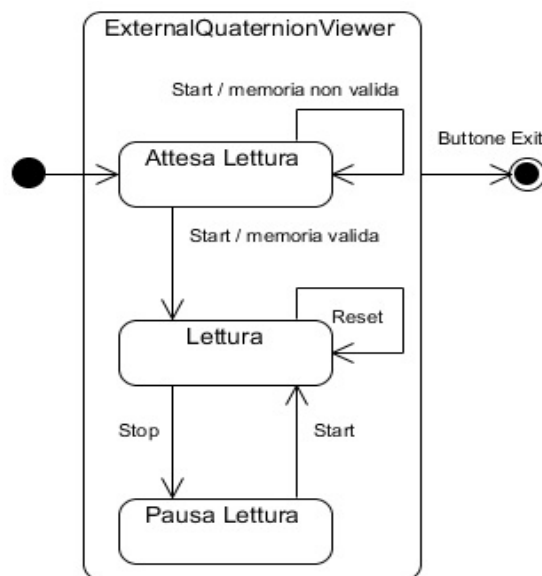 ExternalQuaternionViewer
Start / memoria non valida
Buttone Exit
Attesa Lettura
Start / memoria valida
Reset
Lettura
Stop
Start
Pausa Lettura